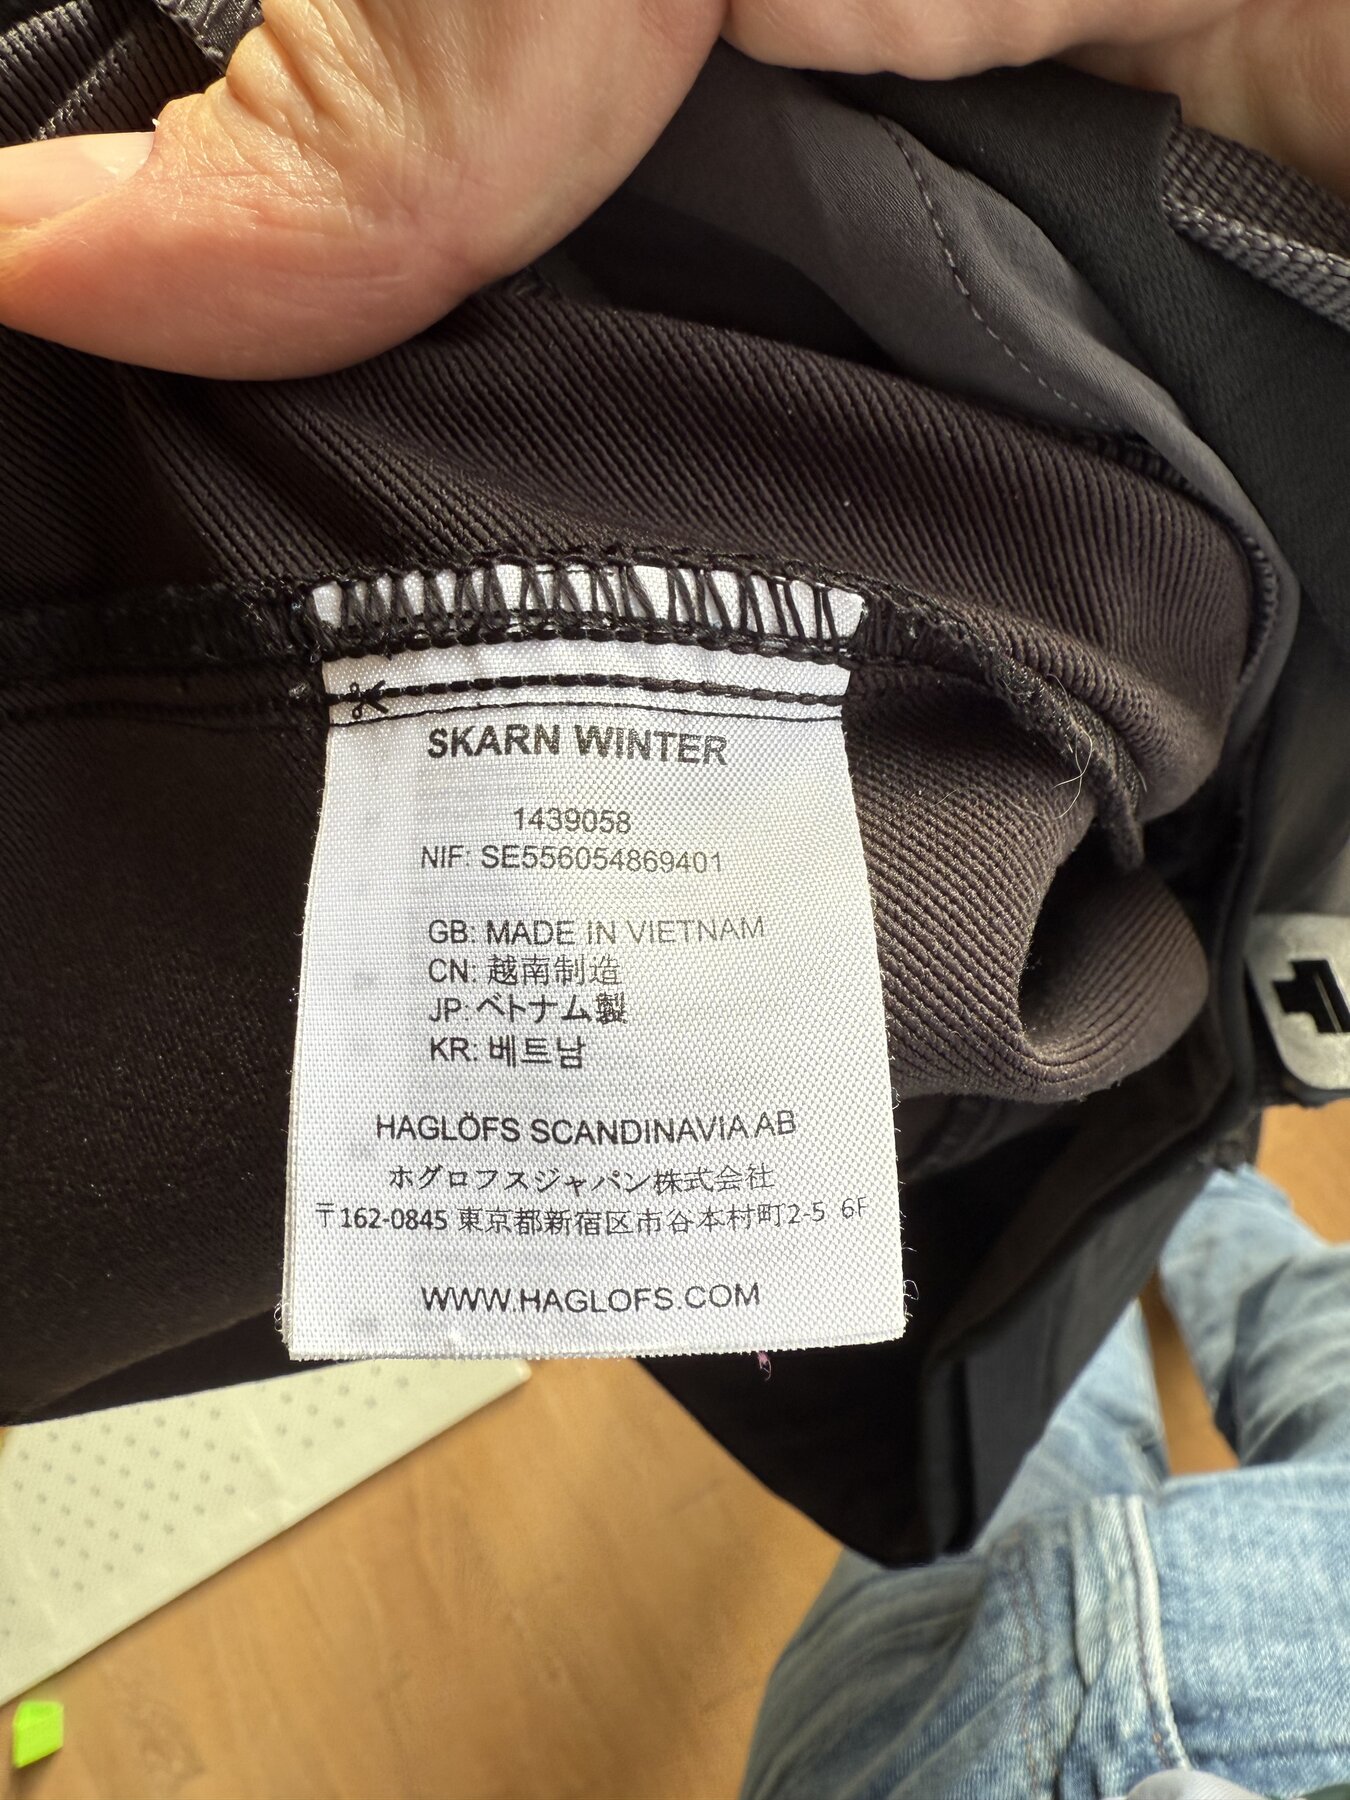 SKARN WINTER
1439058
NIF: SE556054869401
GB: MADE IN VIETNAM
CN: 越南制造
JP: ベトナム製
KR: 베트남
HAGLÖFS SCANDINAVIA AB
ホグロフスジャパン株式会社
〒162-0845 東京都新宿区市谷本村町2-5 6F
WWW.HAGLOFS.COM